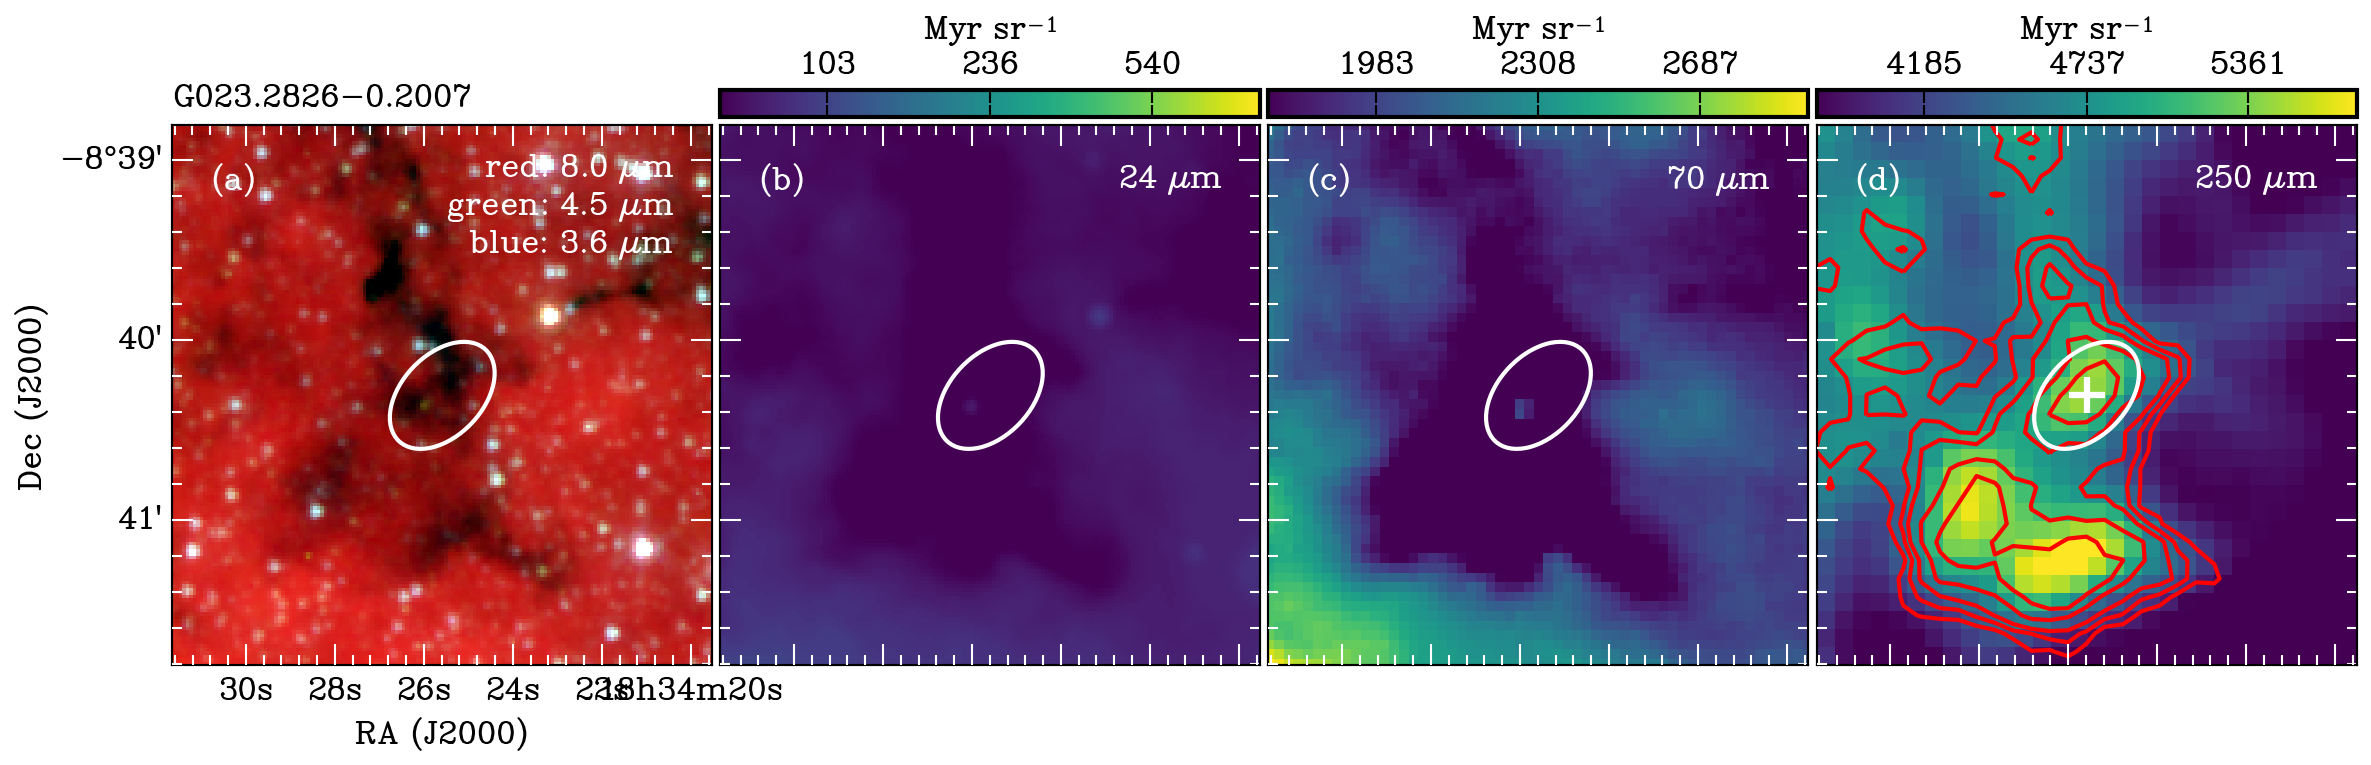 G023.2826−0.2007
Myr sr⁻¹
103 236 540
Myr sr⁻¹
1983 2308 2687
Myr sr⁻¹
4185 4737 5361
(a)
red: 8.0 μm
green: 4.5 μm
blue: 3.6 μm
(b)
24 μm
(c)
70 μm
(d)
250 μm
−8°39'
40'
41'
Dec (J2000)
30s 28s 26s 24s 22s 18h34m20s
RA (J2000)